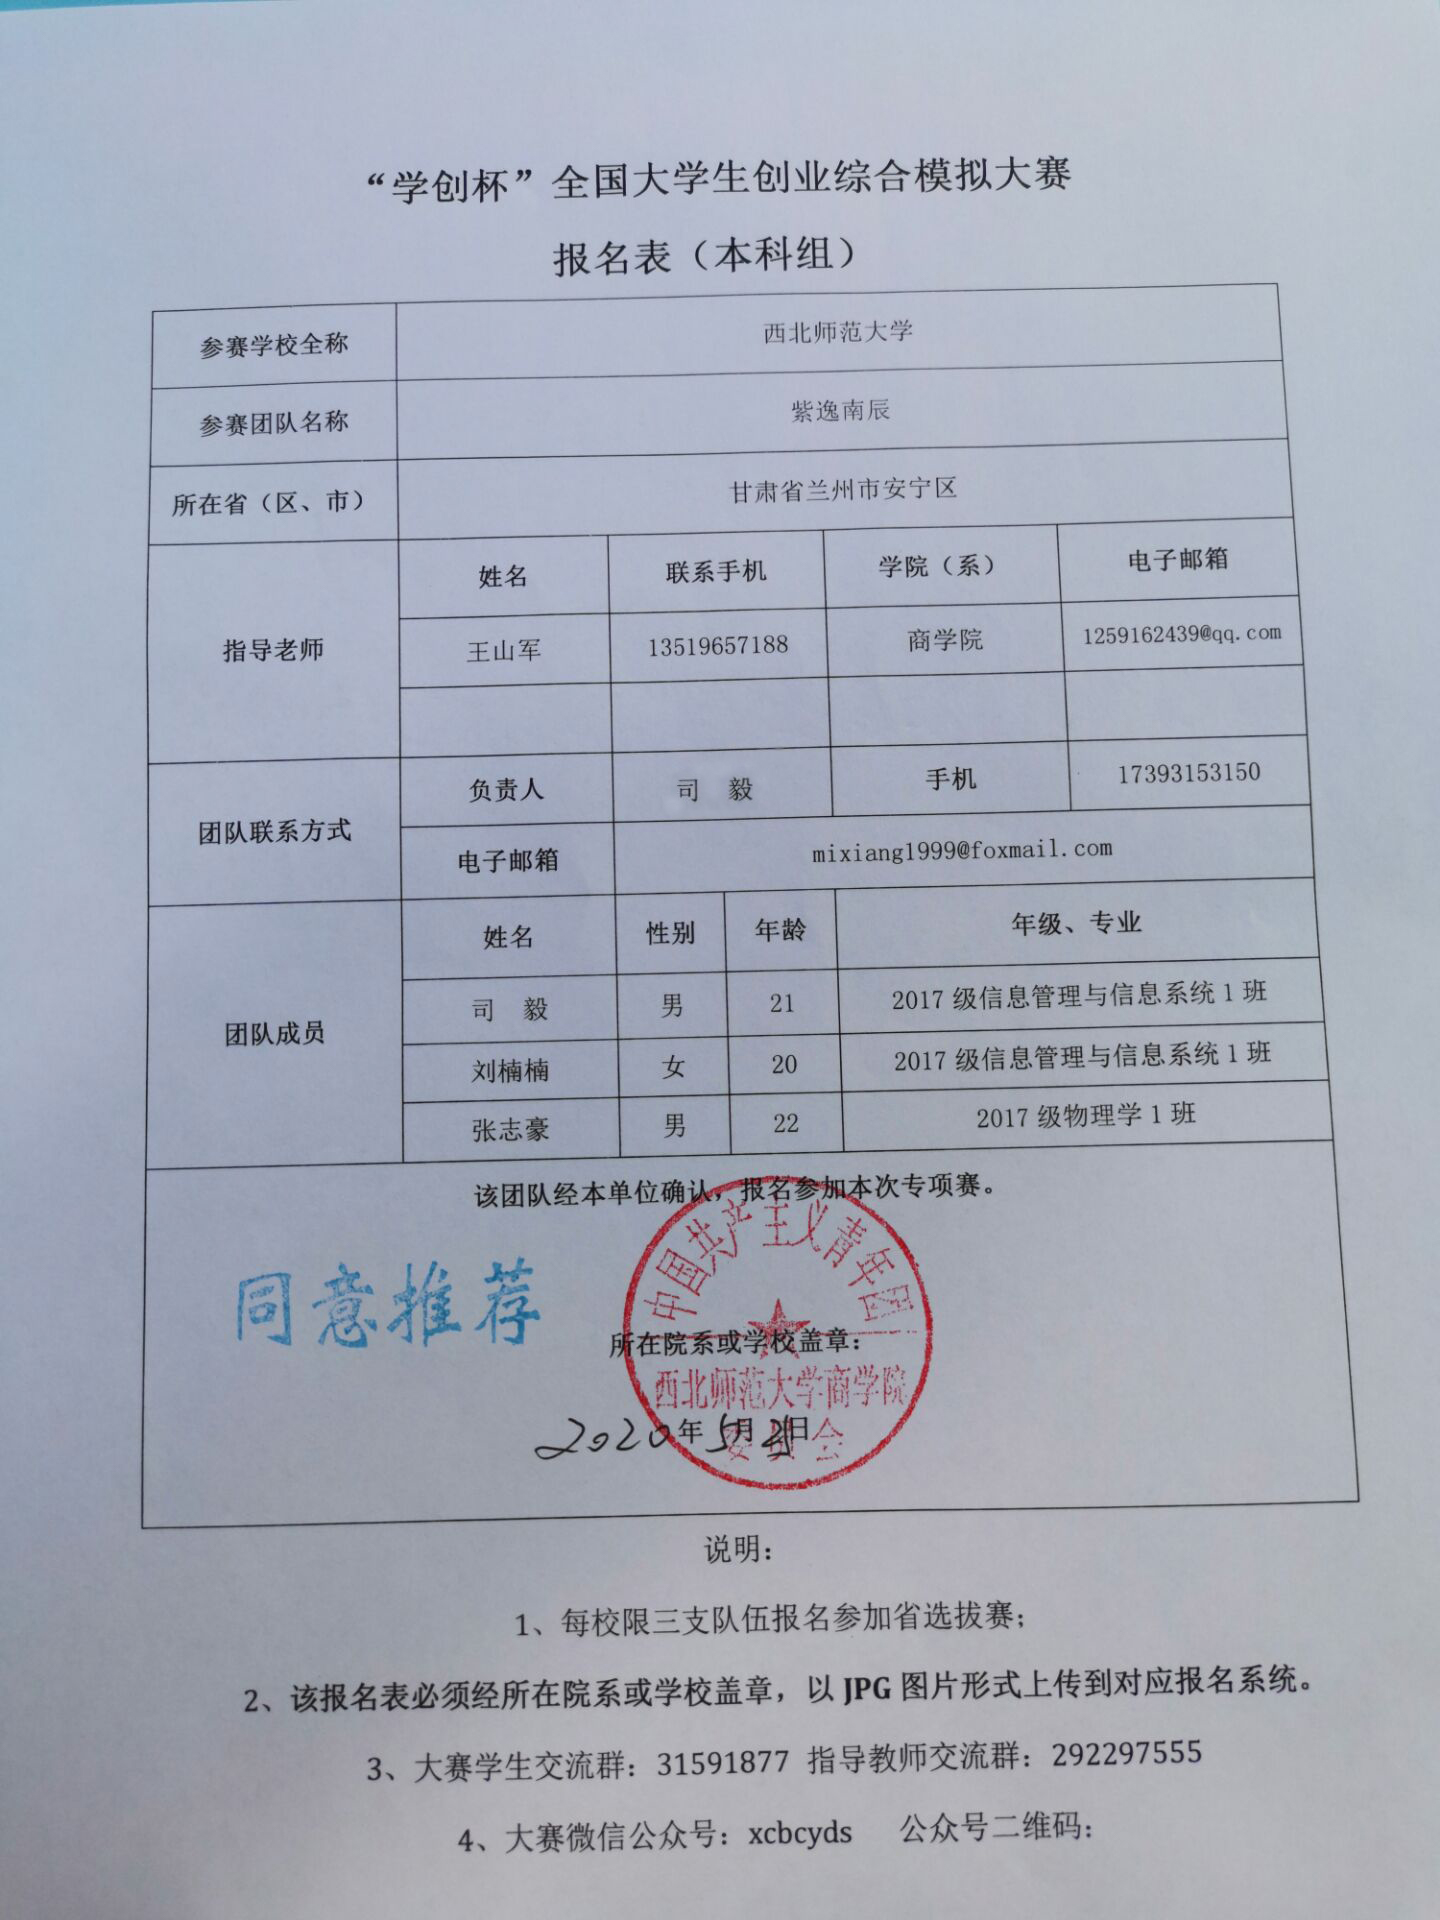 “学创杯”全国大学生创业综合模拟大赛
报名表（本科组）
参赛学校全称 西北师范大学
参赛团队名称 紫逸南辰
所在省（区、市） 甘肃省兰州市安宁区
指导老师 姓名 联系手机 学院（系） 电子邮箱
王山军 13519657188 商学院 1259162439@qq.com
团队联系方式 负责人 司 毅 手机 17393153150
电子邮箱 mixiang1999@foxmail.com
团队成员 姓名 性别 年龄 年级、专业
司 毅 男 21 2017 级信息管理与信息系统 1 班
刘楠楠 女 20 2017 级信息管理与信息系统 1 班
张志豪 男 22 2017 级物理学 1 班
该团队经本单位确认，报名参加本次专项赛。
中国共产主义青年团
同意推荐
所在院系或学校盖章：
西北师范大学商学院
2020年 5月 21日
委员会
说明：
1、每校限三支队伍报名参加省选拔赛；
2、该报名表必须经所在院系或学校盖章，以 JPG 图片形式上传到对应报名系统。
3、大赛学生交流群：31591877 指导教师交流群：292297555
4、大赛微信公众号：xcbcyds 公众号二维码：